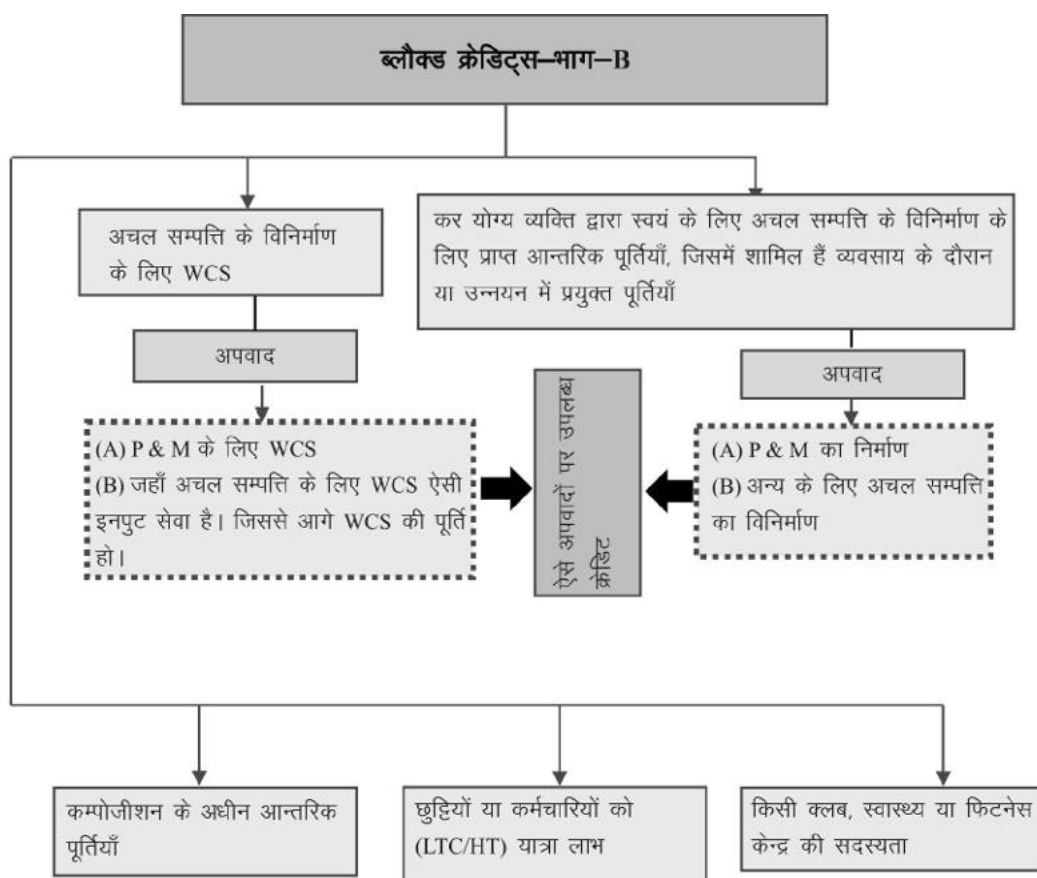 ब्लौक्ड क्रेडिट्स–भाग–B
अचल सम्पत्ति के विनिर्माण
के लिए WCS
कर योग्य व्यक्ति द्वारा स्वयं के लिए अचल सम्पत्ति के विनिर्माण के
लिए प्राप्त आन्तरिक पूर्तियाँ, जिसमें शामिल हैं व्यवसाय के दौरान
या उन्नयन में प्रयुक्त पूर्तियाँ
अपवाद
अपवाद
(A) P & M के लिए WCS
(B) जहाँ अचल सम्पत्ति के लिए WCS ऐसी
इनपुट सेवा है। जिससे आगे WCS की पूर्ति
हो।
ऐसे अपवादों पर उपलब्ध
क्रेडिट
(A) P & M का निर्माण
(B) अन्य के लिए अचल सम्पत्ति
का विनिर्माण
कम्पोजीशन के अधीन आन्तरिक
पूर्तियाँ
छुट्टियों या कर्मचारियों को
(LTC/HT) यात्रा लाभ
किसी क्लब, स्वास्थ्य या फिटनेस
केन्द्र की सदस्यता